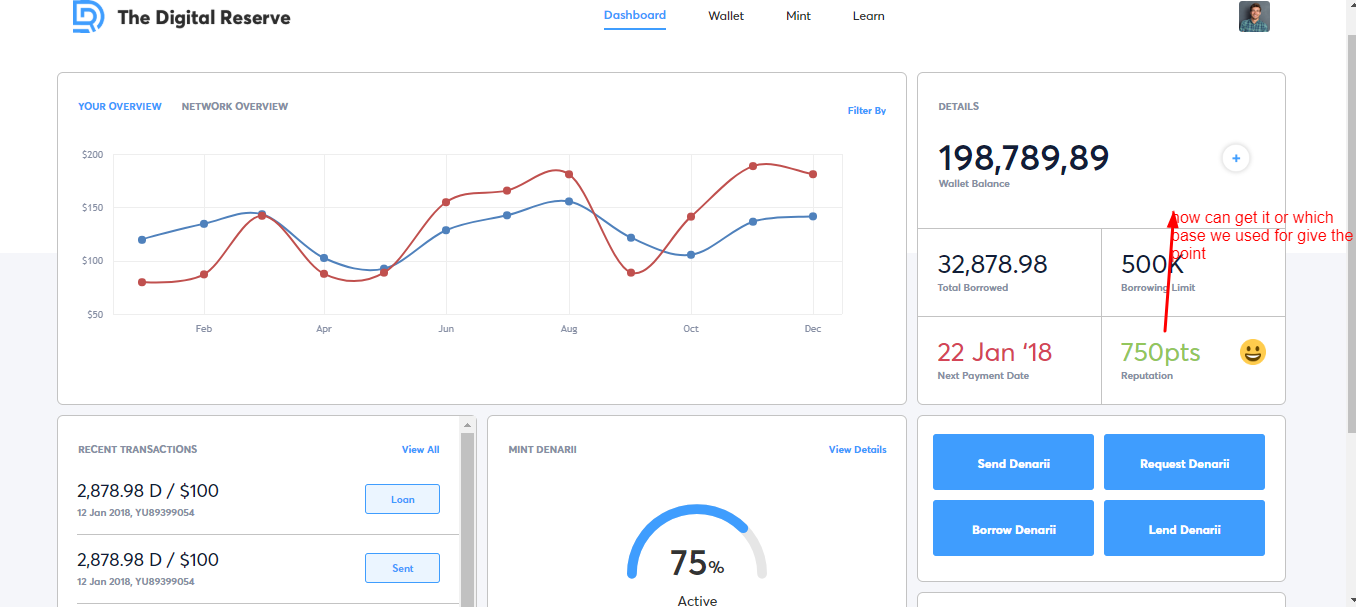 The Digital Reserve
Dashboard
Wallet
Mint
Learn
YOUR OVERVIEW
NETWORK OVERVIEW
Filter By
$200
$150
$100
$50
Feb
Apr
Jun
Aug
Oct
Dec
DETAILS
198,789,89
Wallet Balance
+
how can get it or which
base we used for give the
point
32,878.98
Total Borrowed
500K
Borrowing Limit
22 Jan ‘18
Next Payment Date
750pts
Reputation
RECENT TRANSACTIONS
View All
2,878.98 D / $100
12 Jan 2018, YU89399054
Loan
2,878.98 D / $100
12 Jan 2018, YU89399054
Sent
MINT DENARII
View Details
75%
Active
Send Denarii
Request Denarii
Borrow Denarii
Lend Denarii